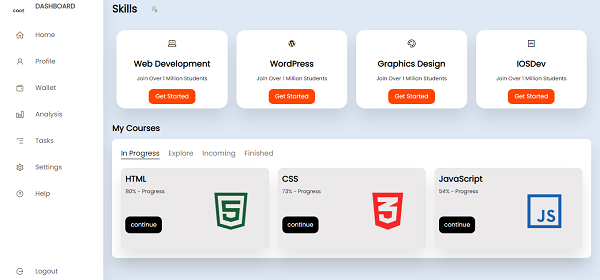 coot DASHBOARD
Home
Profile
Wallet
Analysis
Tasks
Settings
Help
Logout
Skills
Web Development
Join Over 1 Million Students
Get Started
WordPress
Join Over 1 Million Students
Get Started
Graphics Design
Join Over 1 Million Students
Get Started
IOSDev
Join Over 1 Million Students
Get Started
My Courses
In Progress Explore Incoming Finished
HTML
80% - Progress
continue
5
CSS
73% - Progress
continue
3
JavaScript
54% - Progress
continue
JS